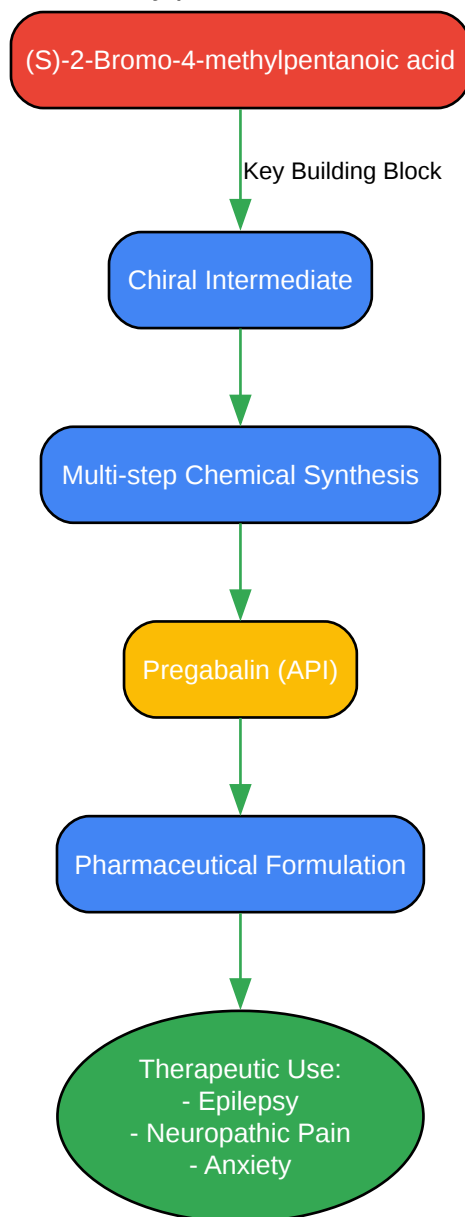 (S)-2-Bromo-4-methylpentanoic acid
Key Building Block
Chiral Intermediate
Multi-step Chemical Synthesis
Pregabalin (API)
Pharmaceutical Formulation
Therapeutic Use:
- Epilepsy
- Neuropathic Pain
- Anxiety